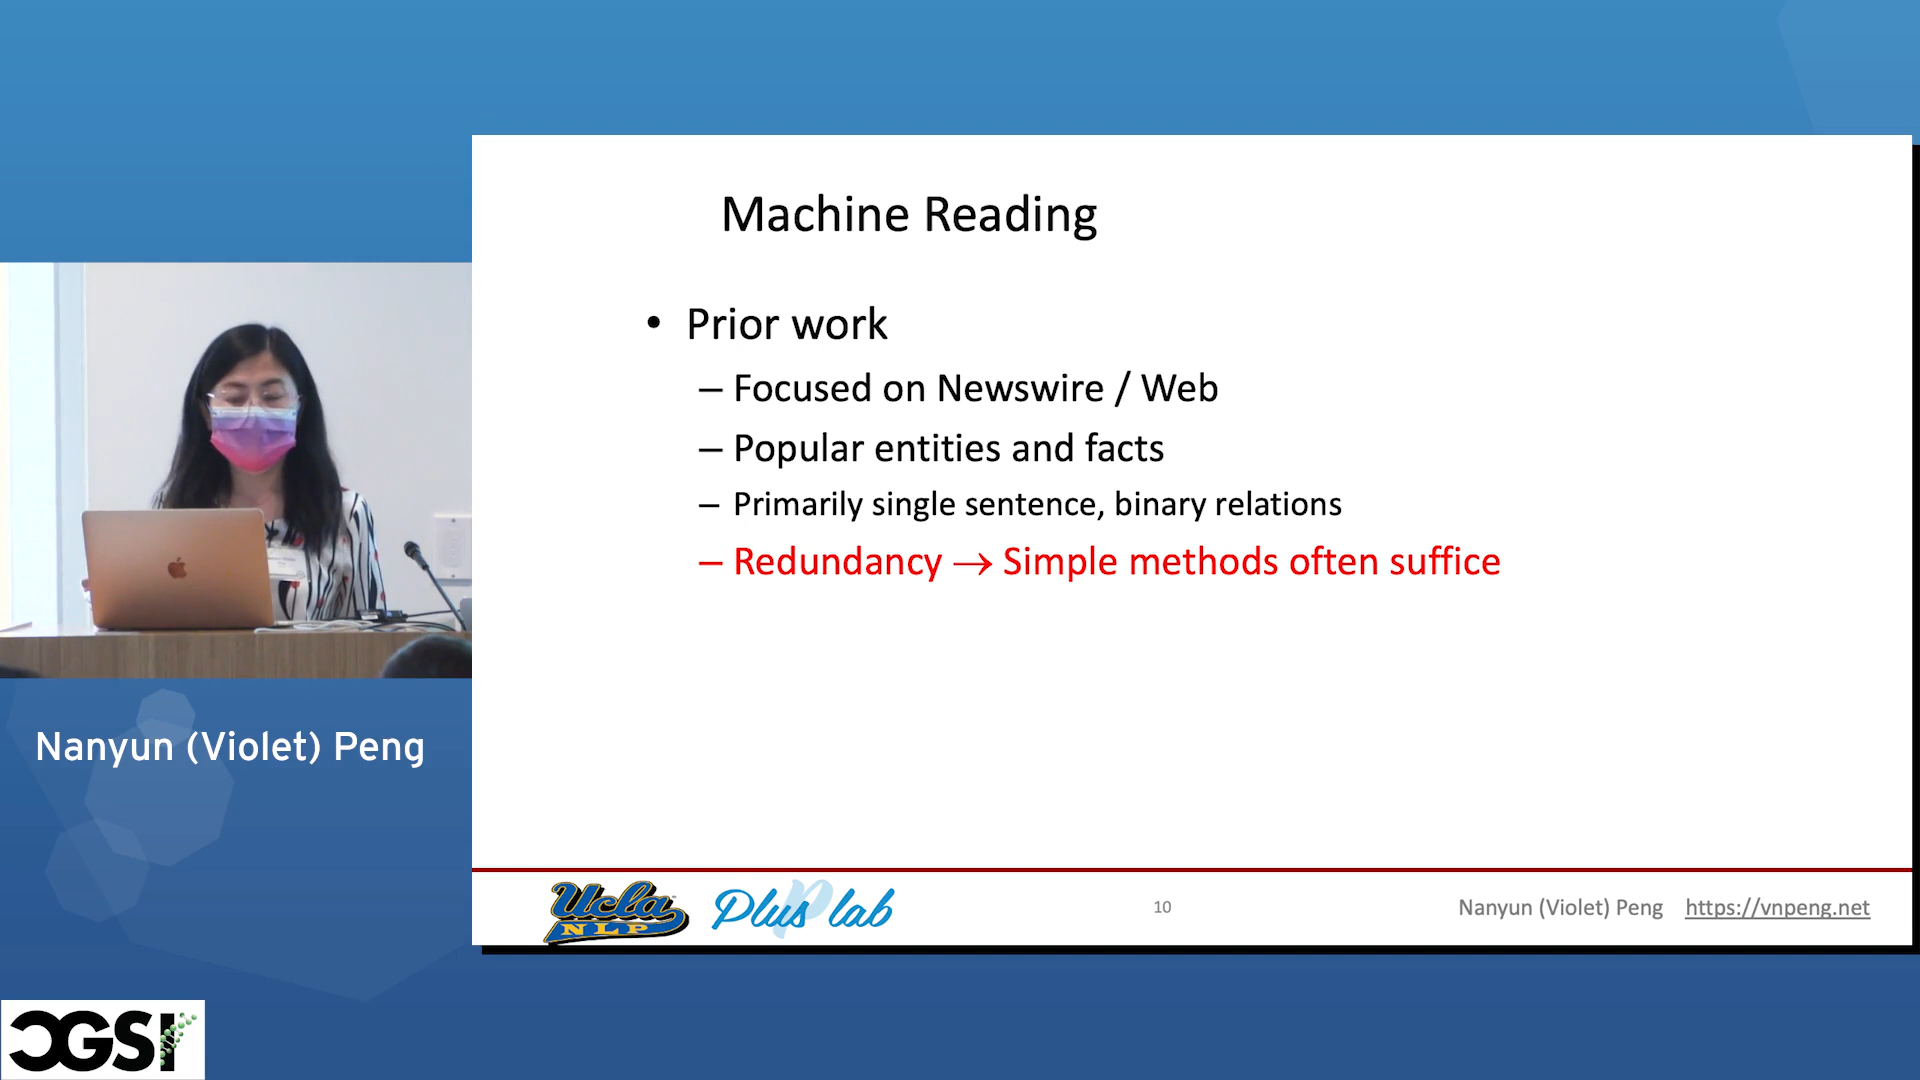 Machine Reading
• Prior work
– Focused on Newswire / Web
– Popular entities and facts
– Primarily single sentence, binary relations
– Redundancy → Simple methods often suffice
Nanyun (Violet) Peng
Ucla NLP
Plus lab
10
Nanyun (Violet) Peng https://vnpeng.net
CGSI